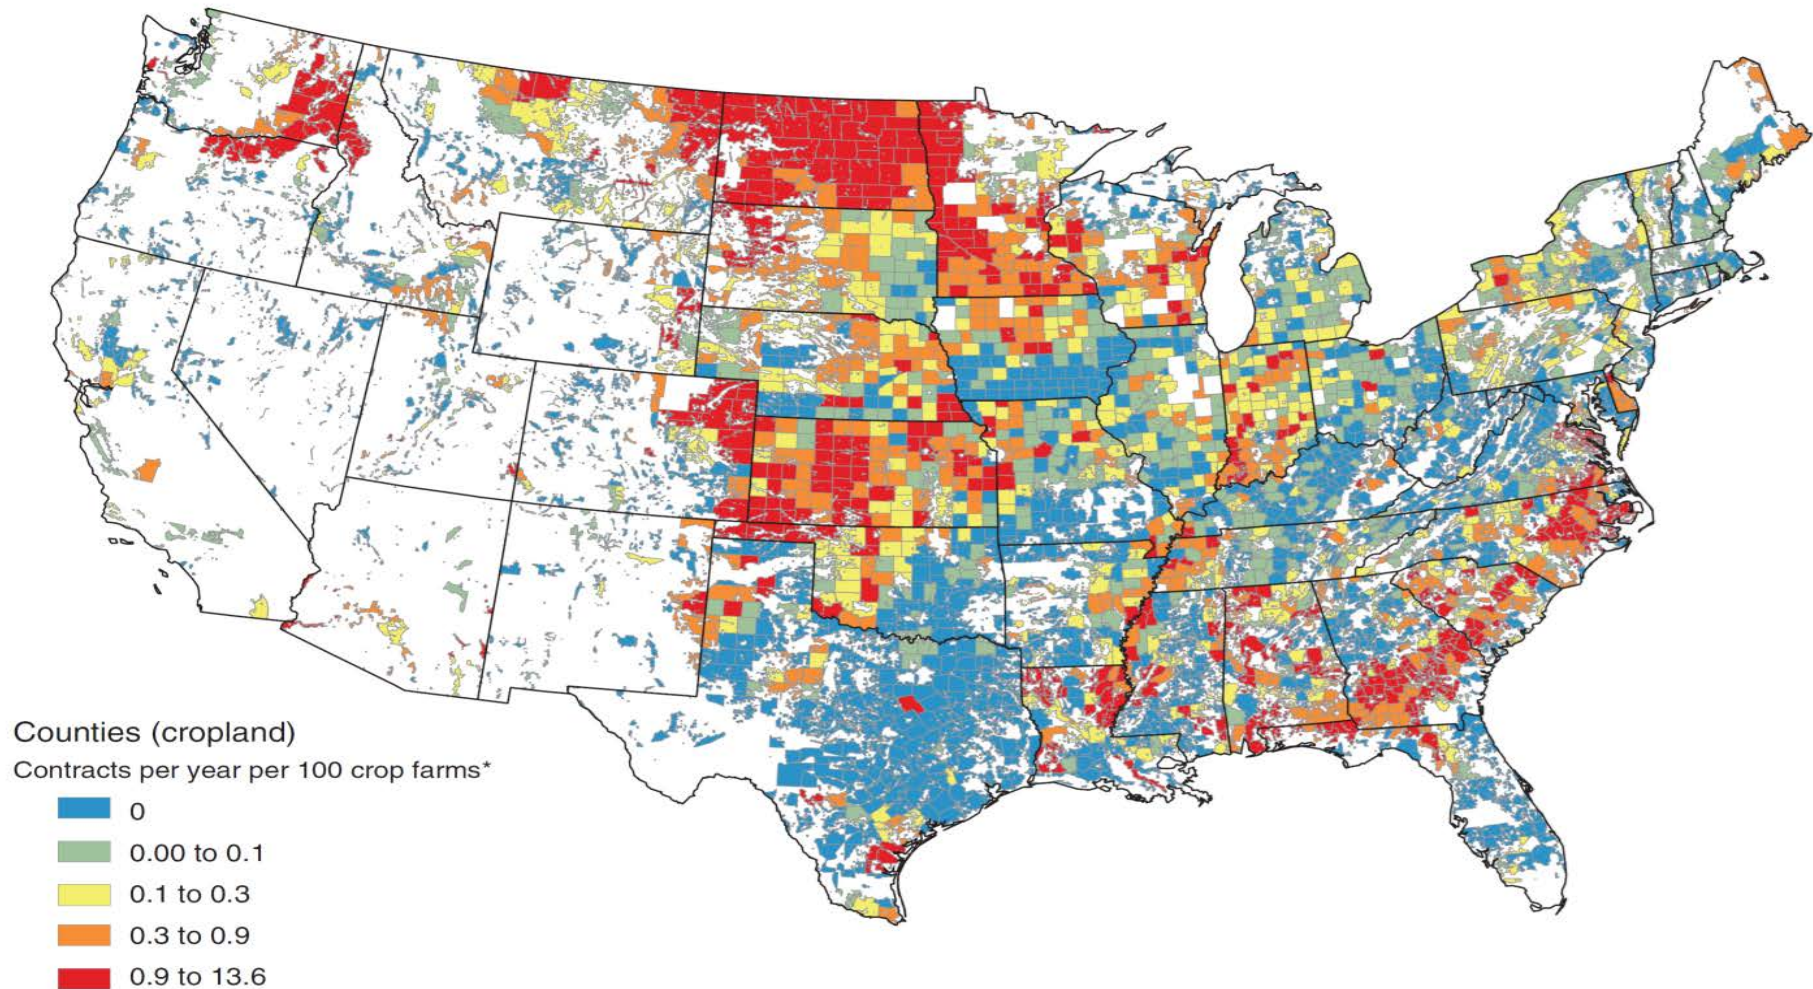 Counties (cropland)
Contracts per year per 100 crop farms*
0
0.00 to 0.1
0.1 to 0.3
0.3 to 0.9
0.9 to 13.6